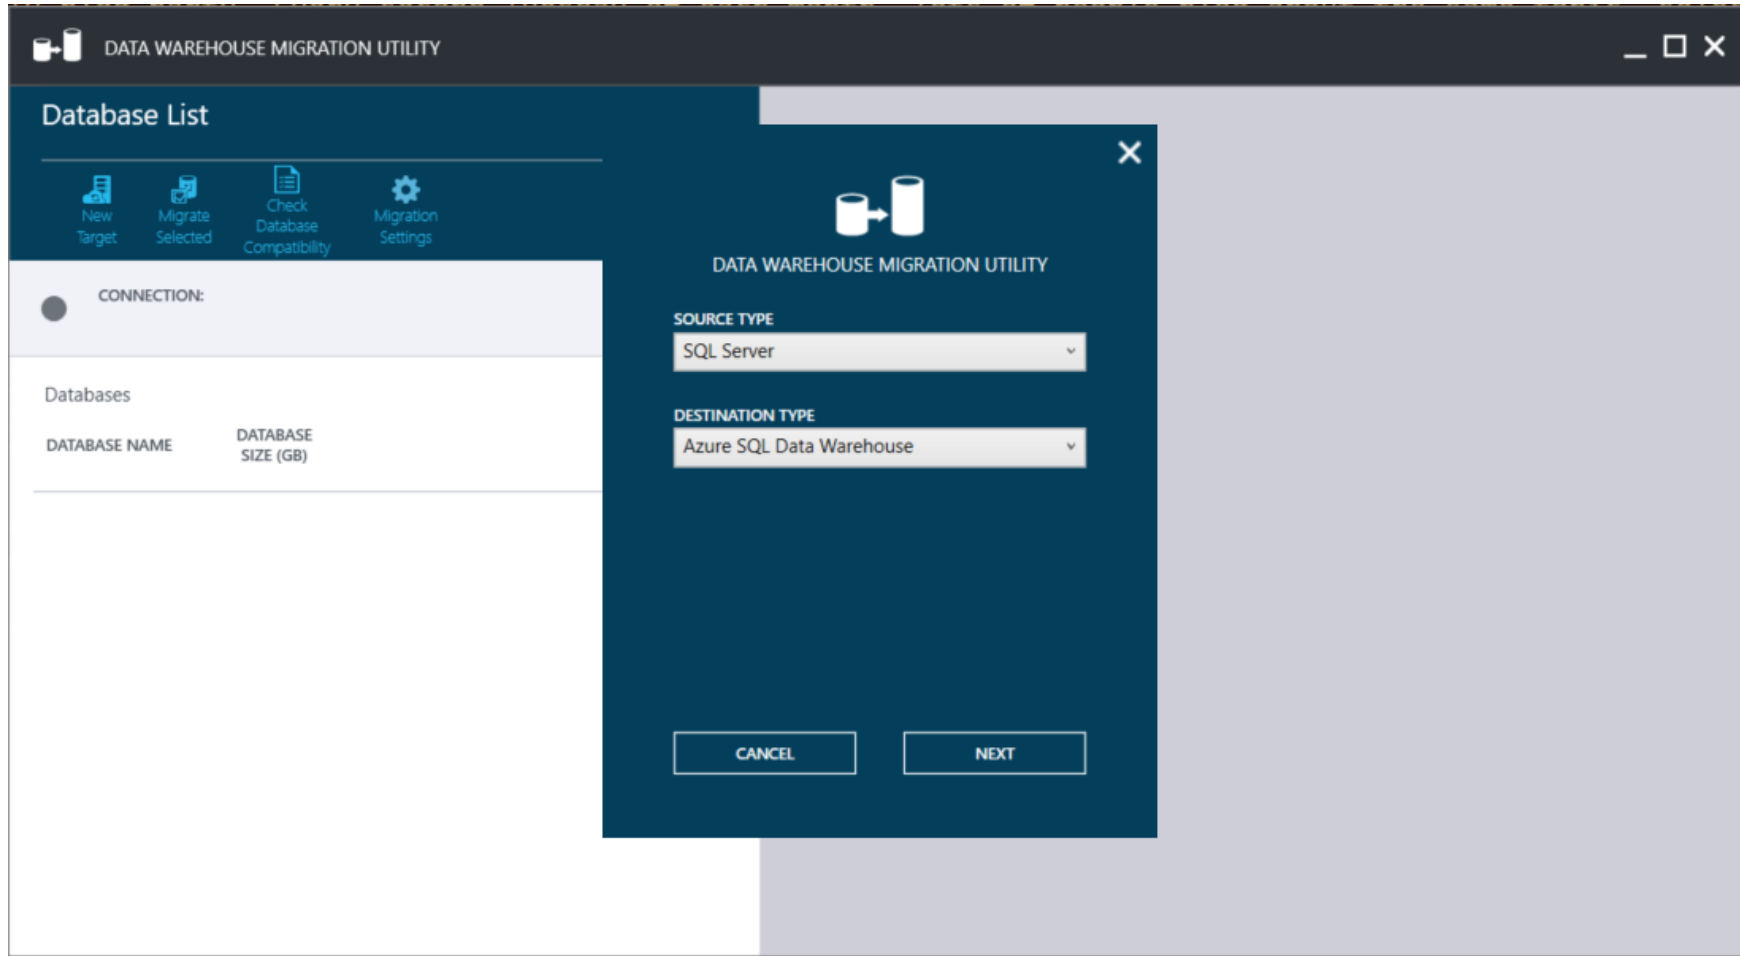 DATA WAREHOUSE MIGRATION UTILITY
Database List
New
Target
Migrate
Selected
Check
Database
Compatibility
Migration
Settings
CONNECTION:
Databases
DATABASE NAME
DATABASE
SIZE (GB)
DATA WAREHOUSE MIGRATION UTILITY
SOURCE TYPE
SQL Server
DESTINATION TYPE
Azure SQL Data Warehouse
CANCEL
NEXT